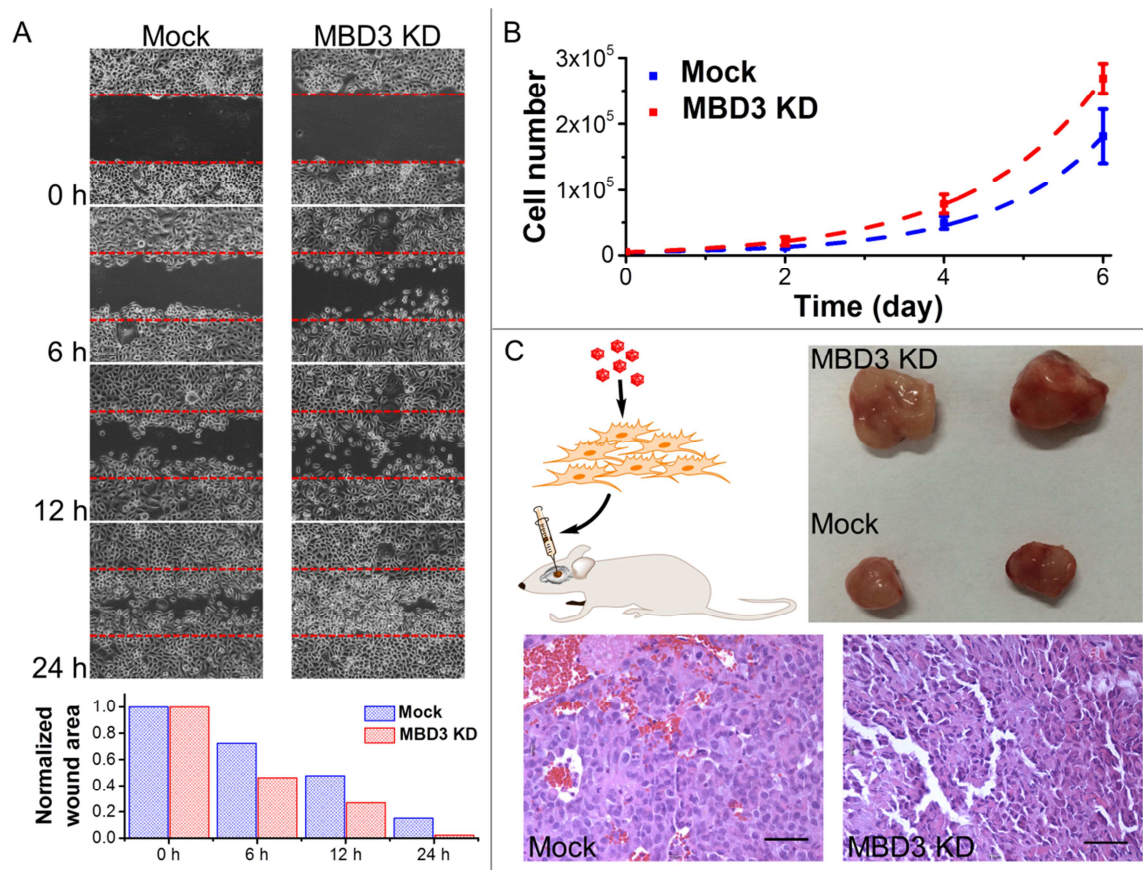 A
Mock
MBD3 KD
0 h
6 h
12 h
24 h
Normalized
wound area
1.0
0.8
0.6
0.4
0.2
0.0
Mock
MBD3 KD
0 h
6 h
12 h
24 h
B
Cell number
3x10⁵
2x10⁵
1x10⁵
0
Mock
MBD3 KD
0
2
4
6
Time (day)
C
MBD3 KD
Mock
Mock
MBD3 KD